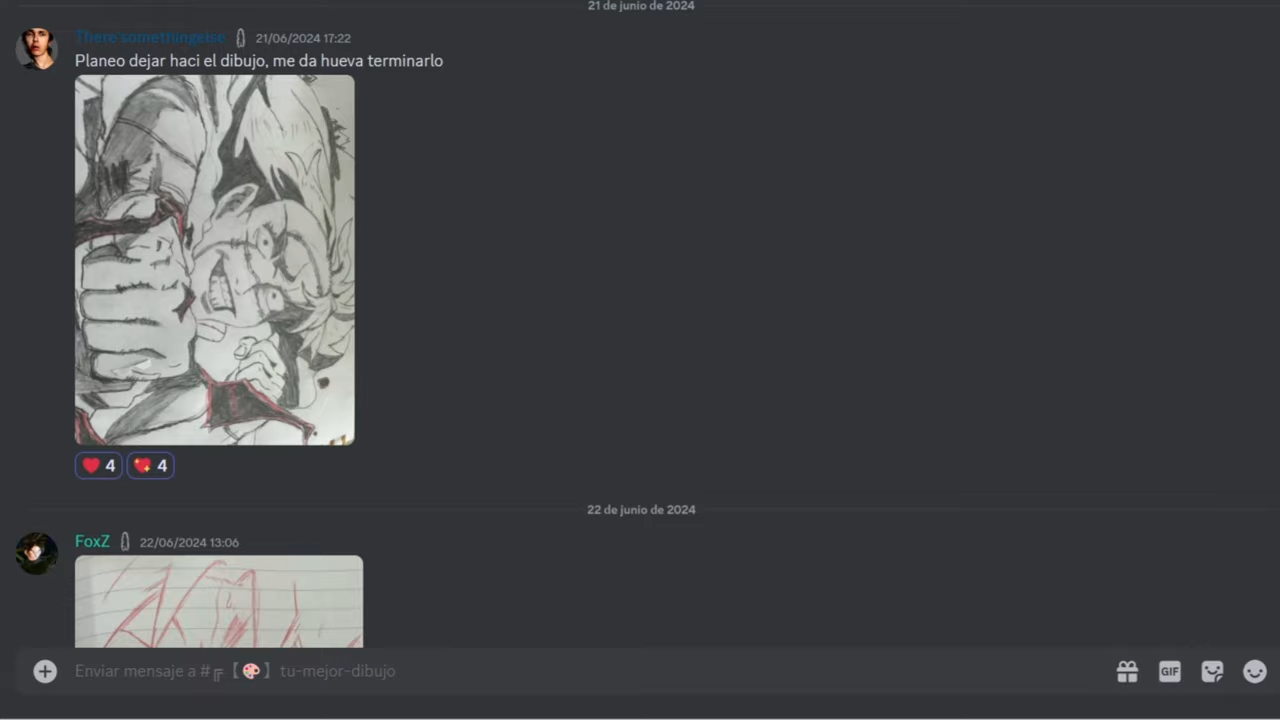 21 de junio de 2024
There somethingelse 21/06/2024 17:22
Planeo dejar haci el dibujo, me da hueva terminarlo
4 4
22 de junio de 2024
FoxZ 22/06/2024 13:06
Enviar mensaje a #╔【🎨】tu-mejor-dibujo
GIF